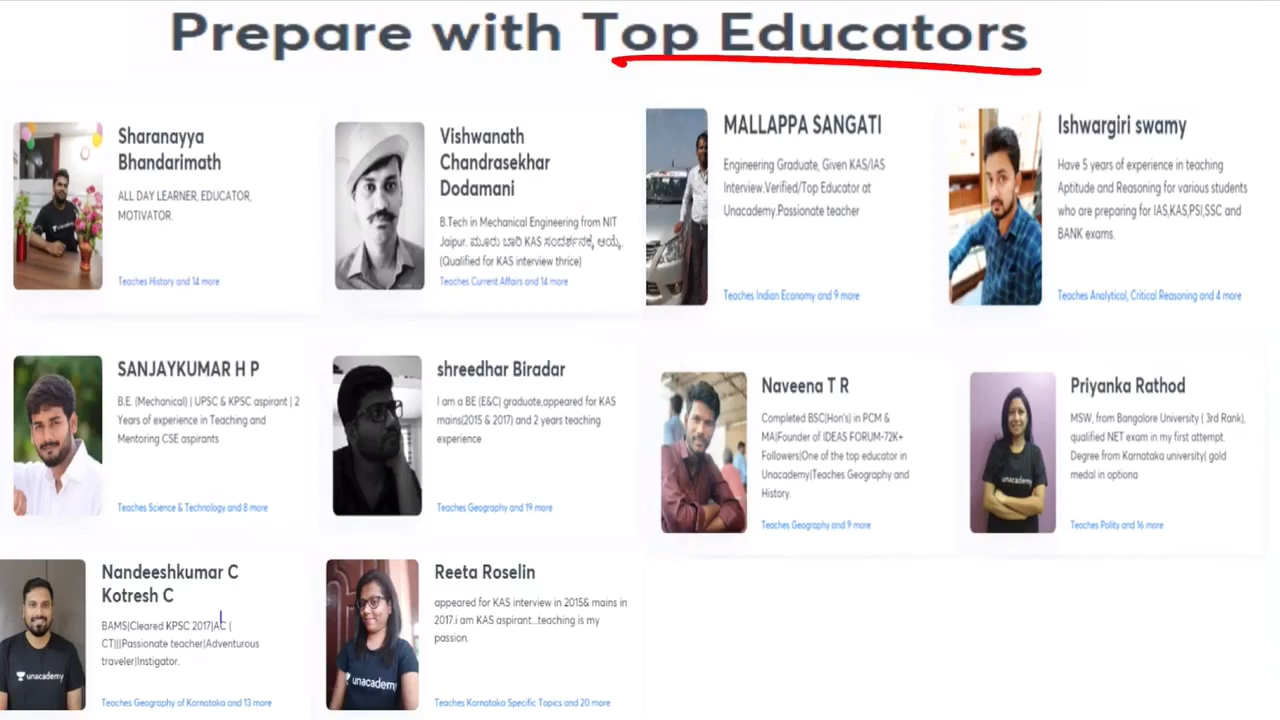 Prepare with Top Educators
Sharanayya
Bhandarimath
ALL DAY LEARNER, EDUCATOR,
MOTIVATOR
Teaches History and 14 more
Vishwanath
Chandrasekhar
Dodamani
B.Tech in Mechanical Engineering from NIT
Jaipur. ಮೂರು ಬಾರಿ KAS ಸಂದರ್ಶನಕ್ಕೆ ಆಯ್ಕೆ.
(Qualified for KAS interview thrice)
Teaches Current Affairs and 14 more
MALLAPPA SANGATI
Engineering Graduate, Given KAS/IAS
Interview.Verified/Top Educator at
Unacademy.Passionate teacher
Teaches Indian Economy and 9 more
Ishwargiri swamy
Have 5 years of experience in teaching
Aptitude and Reasoning for various students
who are preparing for IAS,KAS,PSI,SSC and
BANK exams.
Teaches Analytical, Critical Reasoning and 4 more
SANJAYKUMAR H P
B.E. (Mechanical) | UPSC & KPSC aspirant | 2
Years of experience in Teaching and
Mentoring CSE aspirants
Teaches Science & Technology and 8 more
shreedhar Biradar
I am a BE (E&C) graduate,appeared for KAS
mains(2015 & 2017) and 2 years teaching
experience
Teaches Geography and 19 more
Naveena T R
Completed BSC(Hon's) in PCM &
MA|Founder of IDEAS FORUM-72K+
Followers|One of the top educator in
Unacademy|Teaches Geography and
History.
Teaches Geography and 9 more
Priyanka Rathod
MSW, from Bangalore University ( 3rd Rank),
qualified NET exam in my first attempt.
Degree from Karnataka university( gold
medal in optiona
Teaches Polity and 16 more
unacademy
Nandeeshkumar C
Kotresh C
BAMS|Cleared KPSC 2017|AC (
CT)||Passionate teacher|Adventurous
traveler|Instigator.
Teaches Geography of Karnataka and 13 more
unacademy
Reeta Roselin
appeared for KAS interview in 2015& mains in
2017.i am KAS aspirant...teaching is my
passion.
Teaches Karnataka Specific Topics and 20 more
unacademy